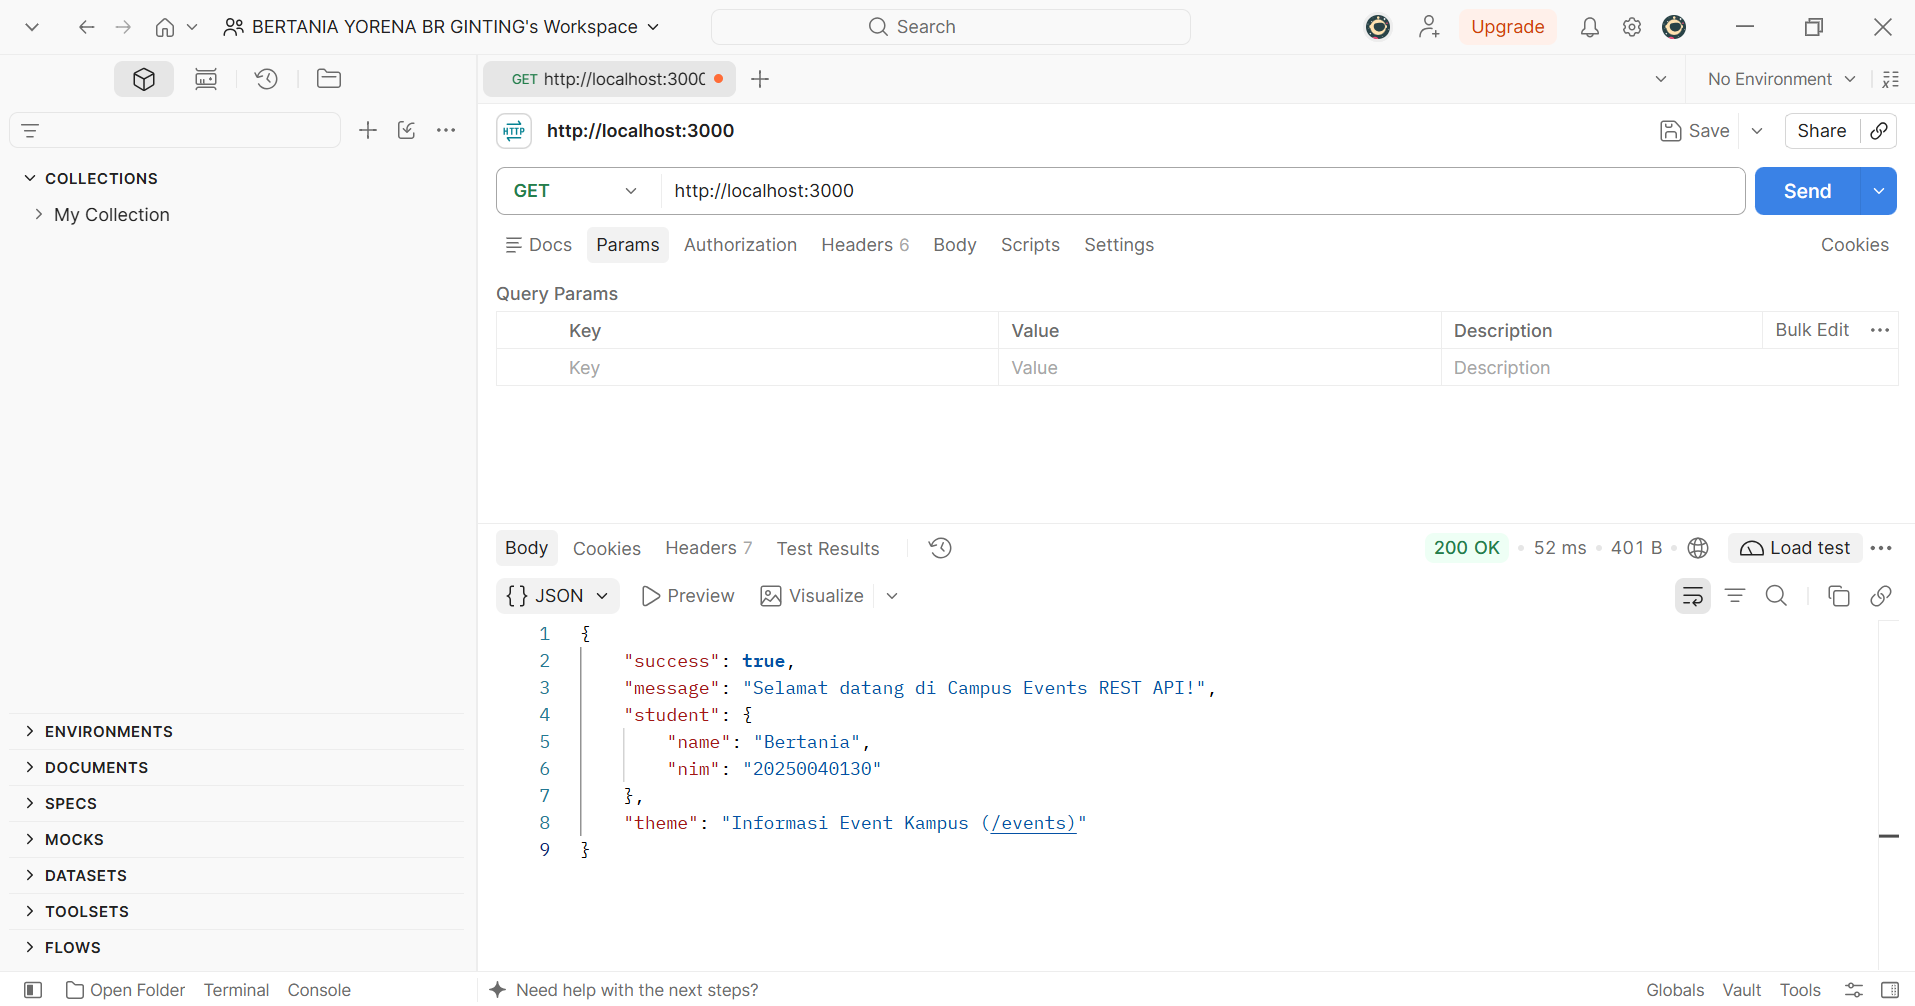 BERTANIA YORENA BR GINTING's Workspace
Search
Upgrade
GET http://localhost:3000
No Environment
COLLECTIONS
My Collection
ENVIRONMENTS
DOCUMENTS
SPECS
MOCKS
DATASETS
TOOLSETS
FLOWS
HTTP http://localhost:3000
Save
Share
GET http://localhost:3000
Send
Docs Params Authorization Headers 6 Body Scripts Settings Cookies
Query Params
Key Value Description Bulk Edit
Key Value Description
Body Cookies Headers 7 Test Results 200 OK • 52 ms • 401 B • Load test
{} JSON Preview Visualize
1 {
2 "success": true,
3 "message": "Selamat datang di Campus Events REST API!",
4 "student": {
5 "name": "Bertania",
6 "nim": "20250040130"
7 },
8 "theme": "Informasi Event Kampus (/events)"
9 }
Open Folder Terminal Console Need help with the next steps? Globals Vault Tools